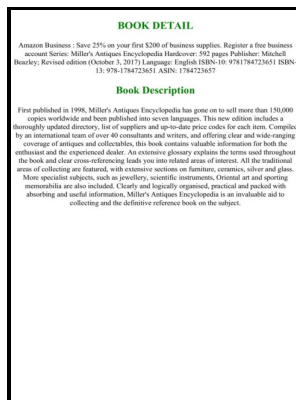 BOOK DETAIL
Amazon Business : Save 25% on your first $200 of business supplies. Register a free business
account Series: Miller's Antiques Encyclopedia Hardcover: 592 pages Publisher: Mitchell
Beazley; Revised edition (October 3, 2017) Language: English ISBN-10: 9781784723651 ISBN-
13: 978-1784723651 ASIN: 1784723657
Book Description
First published in 1998, Miller's Antiques Encyclopedia has gone on to sell more than 150,000
copies worldwide and been published into seven languages. This new edition includes a
thoroughly updated directory, list of suppliers and up-to-date price codes for each item. Compiled
by an international team of over 40 consultants and writers, and offering clear and wide-ranging
coverage of antiques and collectables, this book contains valuable information for both the
enthusiast and the experienced dealer. An extensive glossary explains the terms used throughout
the book and clear cross-referencing leads you into related areas of interest. All the traditional
areas of collecting are featured, with extensive sections on furniture, ceramics, silver and glass.
More specialist subjects, such as jewellery, scientific instruments, Oriental art and sporting
memorabilia are also included. Clearly and logically organised, practical and packed with
absorbing and useful information, Miller's Antiques Encyclopedia is an invaluable aid to
collecting and the definitive reference book on the subject.